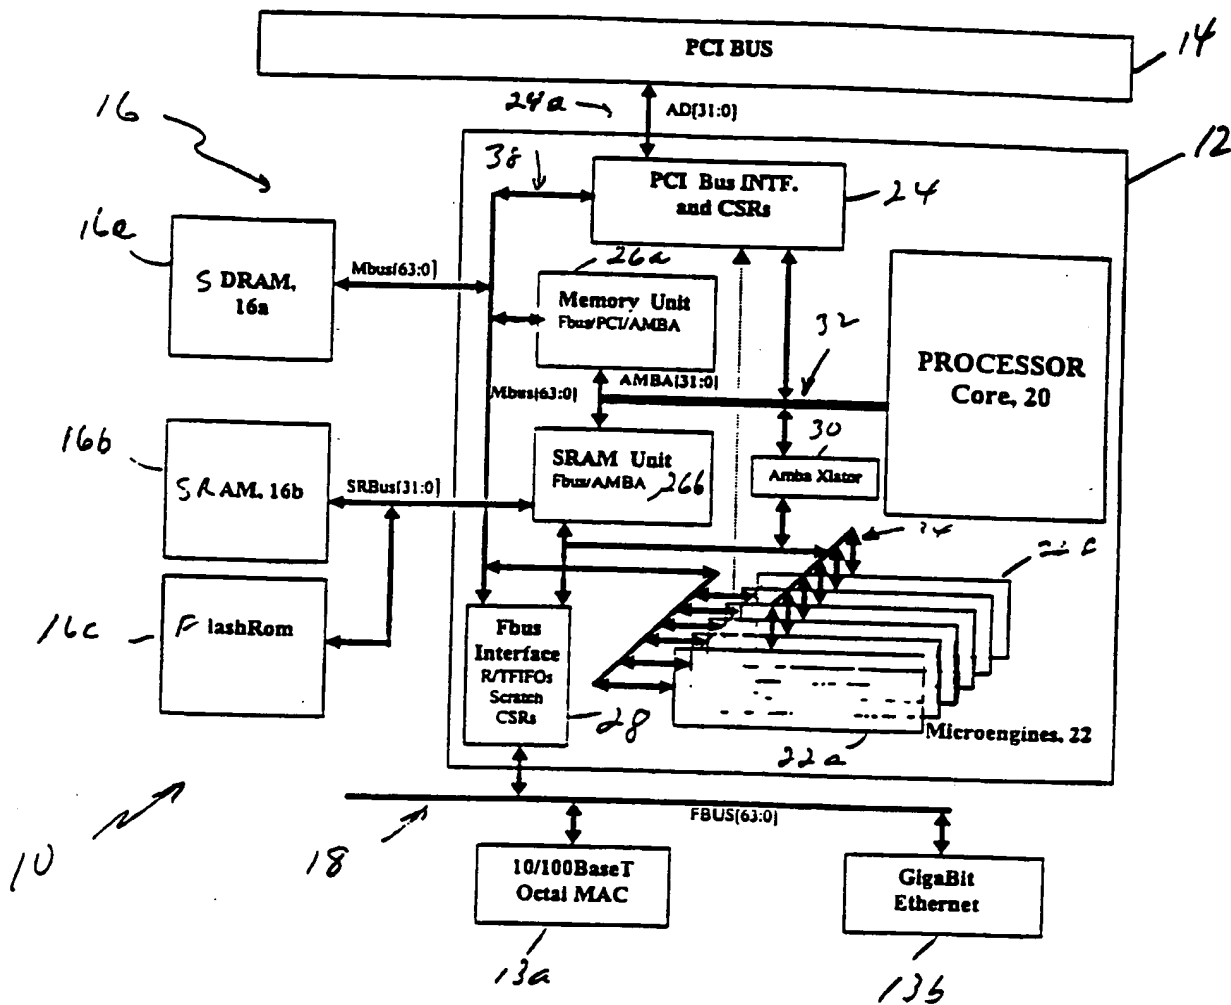 PCI BUS
14
24a
AD[31:0]
16
12
38
PCI Bus INTF.
and CSRs
24
16a
S DRAM,
16a
Mbus(63:0)
26a
Memory Unit
Fbus/PCI/AMBA
32
PROCESSOR
Core, 20
AMBA(31:0)
Mbus(63:0)
30
16b
SRAM, 16b
SRBus(31:0)
SRAM Unit
Fbus/AMBA
26b
Amba Xlator
34
16c
FlashRom
Fbus
Interface
R/TFIFOs
Scratch
CSRs
28
Microengines, 22
22a
10
18
FBUS(63:0)
10/100BaseT
Octal MAC
GigaBit
Ethernet
13a
13b